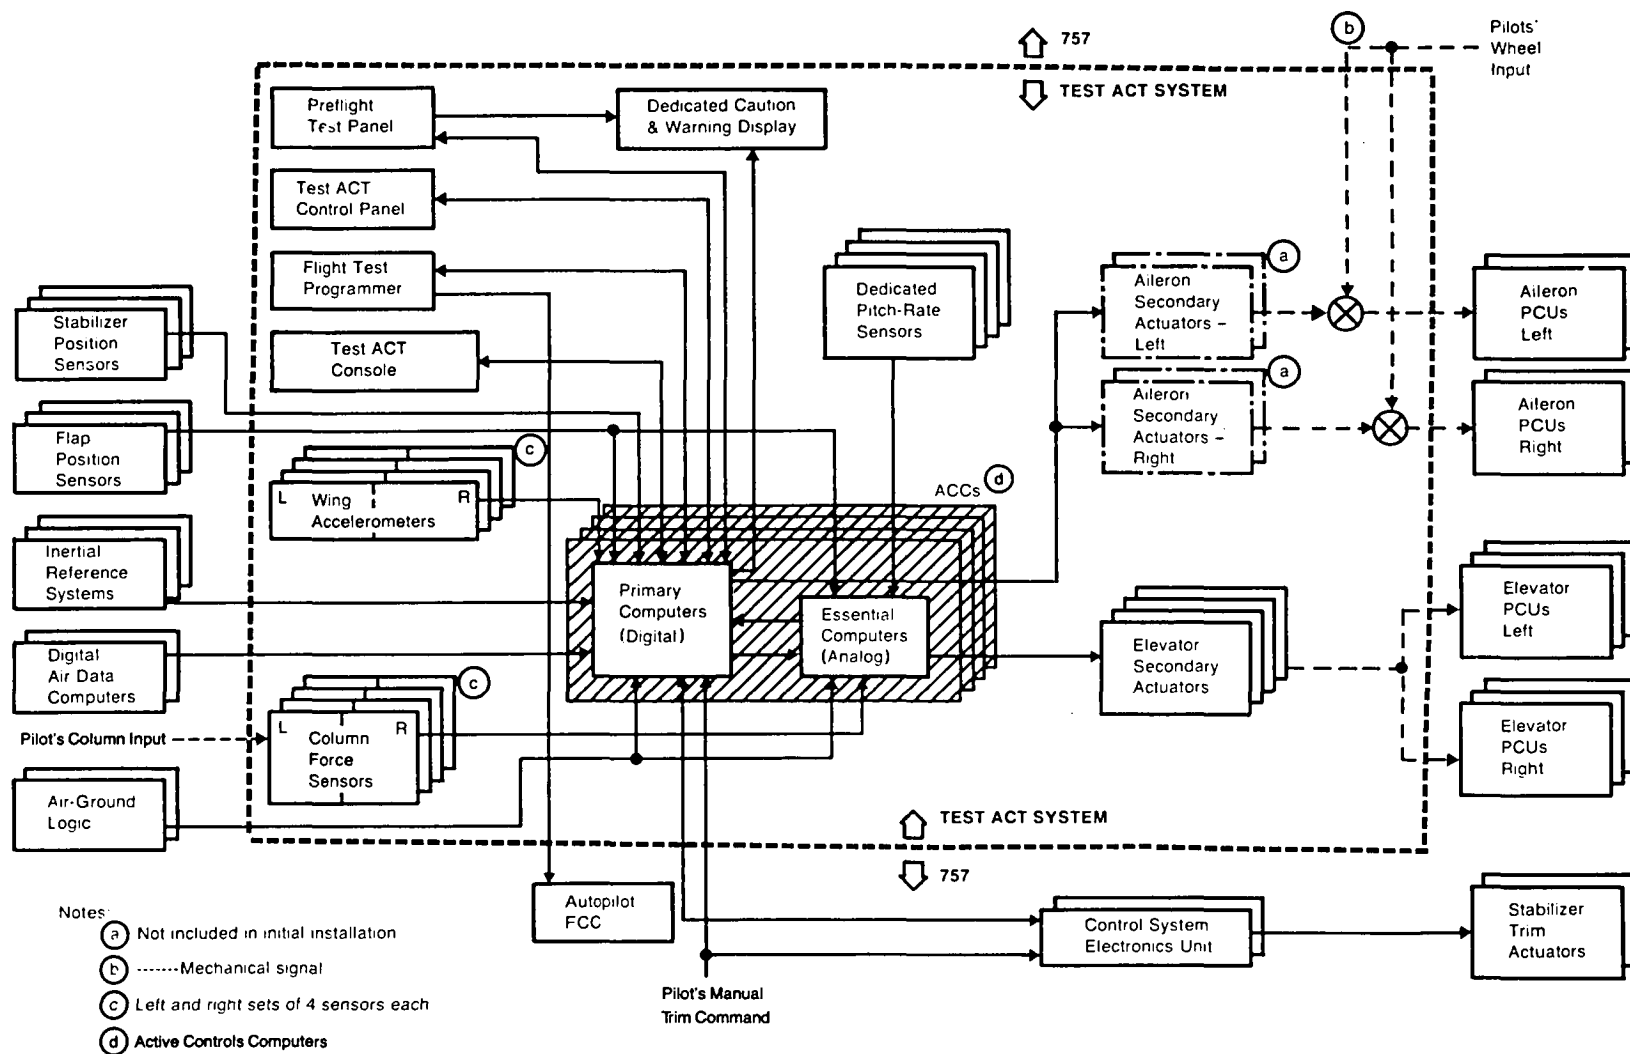 757
TEST ACT SYSTEM
b
Pilots'
Wheel
Input
Preflight
Test Panel
Dedicated Caution
& Warning Display
Test ACT
Control Panel
Flight Test
Programmer
Test ACT
Console
Dedicated
Pitch-Rate
Sensors
a
Aileron
Secondary
Actuators –
Left
Aileron
PCUs
Left
a
Aileron
Secondary
Actuators –
Right
Aileron
PCUs
Right
Stabilizer
Position
Sensors
Flap
Position
Sensors
Inertial
Reference
Systems
Digital
Air Data
Computers
Pilot's Column Input
Air-Ground
Logic
c
L Wing R
Accelerometers
c
L Column R
Force
Sensors
ACCs d
Primary
Computers
(Digital)
Essential
Computers
(Analog)
Elevator
Secondary
Actuators
Elevator
PCUs
Left
Elevator
PCUs
Right
TEST ACT SYSTEM
757
Autopilot
FCC
Control System
Electronics Unit
Stabilizer
Trim
Actuators
Pilot's Manual
Trim Command
Notes:
a Not included in initial installation
b -------Mechanical signal
c Left and right sets of 4 sensors each
d Active Controls Computers